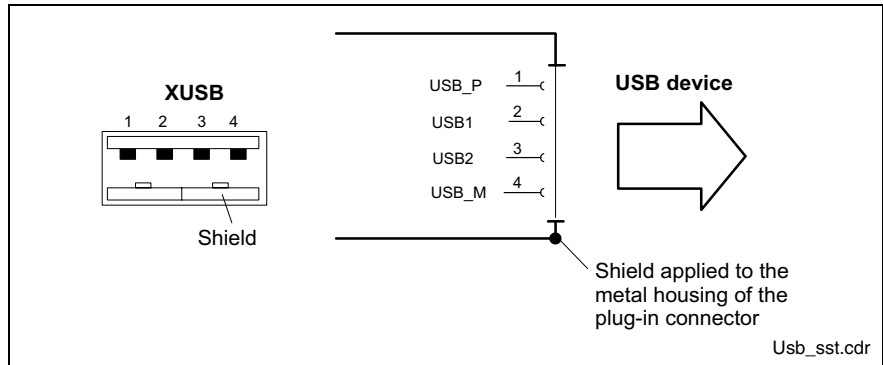 XUSB
1 2 3 4
Shield
USB_P 1
USB1 2
USB2 3
USB_M 4
USB device
Shield applied to the
metal housing of the
plug-in connector
Usb_sst.cdr